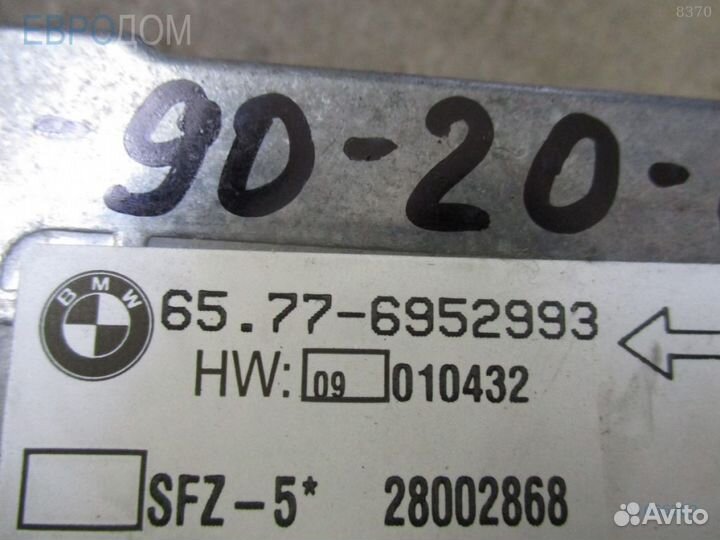 8370
ЕВРОДОМ
-90-20-
BMW
65.77-6952993
HW: 09 010432
SFZ-5* 28002868
Avito